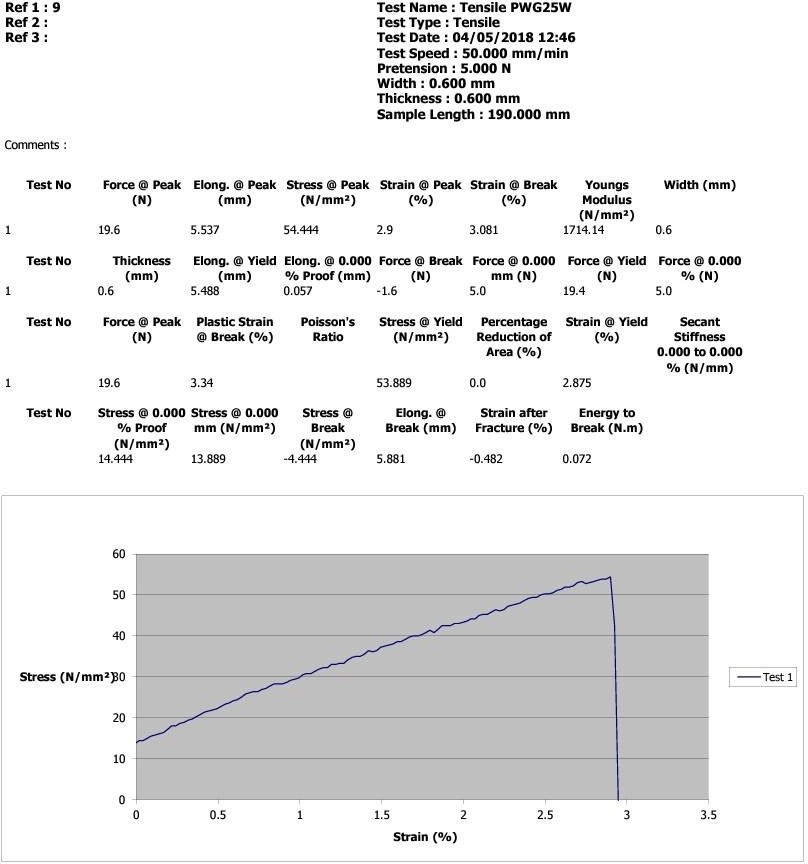 Ref 1 : 9
Ref 2 :
Ref 3 :
Test Name : Tensile PWG25W
Test Type : Tensile
Test Date : 04/05/2018 12:46
Test Speed : 50.000 mm/min
Pretension : 5.000 N
Width : 0.600 mm
Thickness : 0.600 mm
Sample Length : 190.000 mm
Comments :
Test No Force @ Peak (N) Elong. @ Peak (mm) Stress @ Peak (N/mm²) Strain @ Peak (%) Strain @ Break (%) Youngs Modulus (N/mm²) Width (mm)
1 19.6 5.537 54.444 2.9 3.081 1714.14 0.6
Test No Thickness (mm) Elong. @ Yield (mm) Elong. @ 0.000 % Proof (mm) Force @ Break (N) Force @ 0.000 mm (N) Force @ Yield (N) Force @ 0.000 % (N)
1 0.6 5.488 0.057 -1.6 5.0 19.4 5.0
Test No Force @ Peak (N) Plastic Strain @ Break (%) Poisson's Ratio Stress @ Yield (N/mm²) Percentage Reduction of Area (%) Strain @ Yield (%) Secant Stiffness 0.000 to 0.000 % (N/mm)
1 19.6 3.34 53.889 0.0 2.875
Test No Stress @ 0.000 % Proof (N/mm²) Stress @ 0.000 mm (N/mm²) Stress @ Break (N/mm²) Elong. @ Break (mm) Strain after Fracture (%) Energy to Break (N.m)
14.444 13.889 -4.444 5.881 -0.482 0.072
60
50
40
Stress (N/mm²) 30
20
10
0
0 0.5 1 1.5 2 2.5 3 3.5
Strain (%)
Test 1